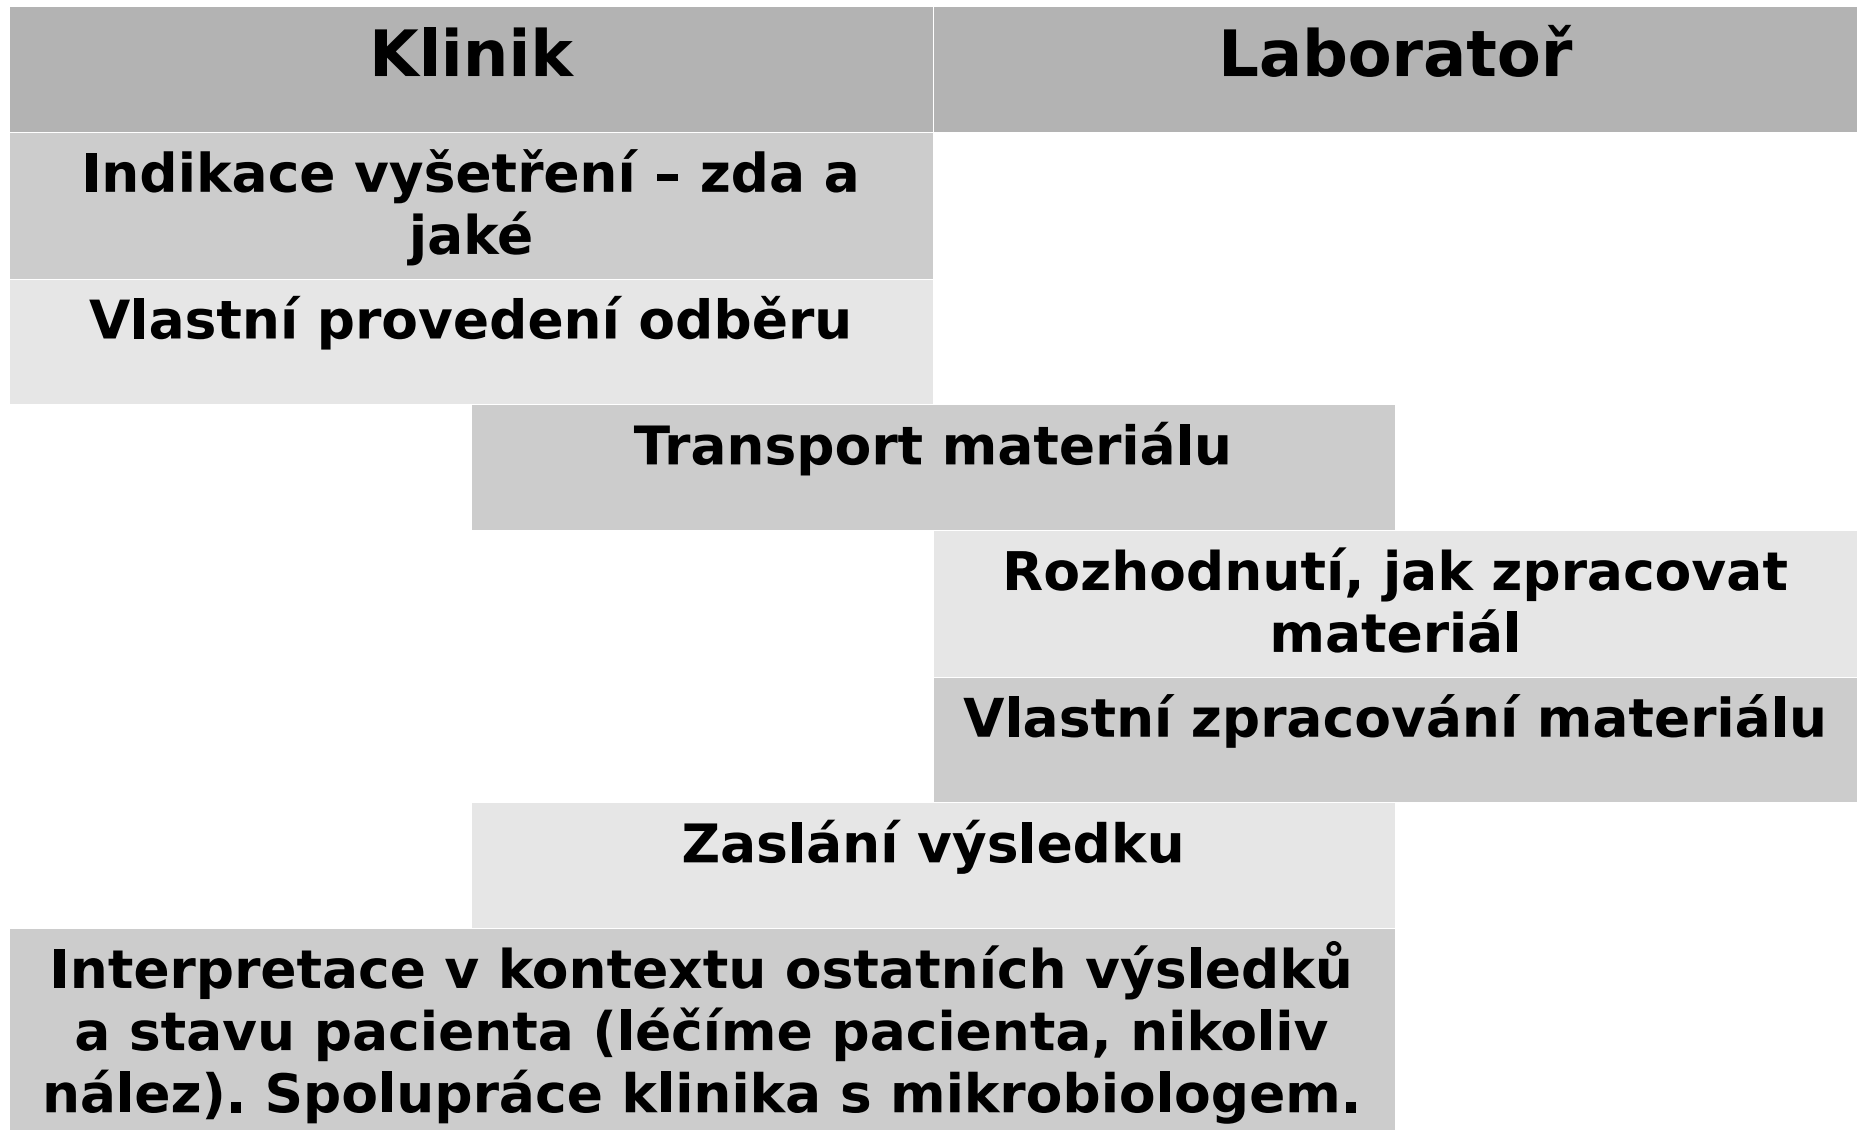 Klinik
Laboratoř
Indikace vyšetření – zda a
jaké
Vlastní provedení odběru
Transport materiálu
Rozhodnutí, jak zpracovat
materiál
Vlastní zpracování materiálu
Zaslání výsledku
Interpretace v kontextu ostatních výsledků
a stavu pacienta (léčíme pacienta, nikoliv
nález). Spolupráce klinika s mikrobiologem.